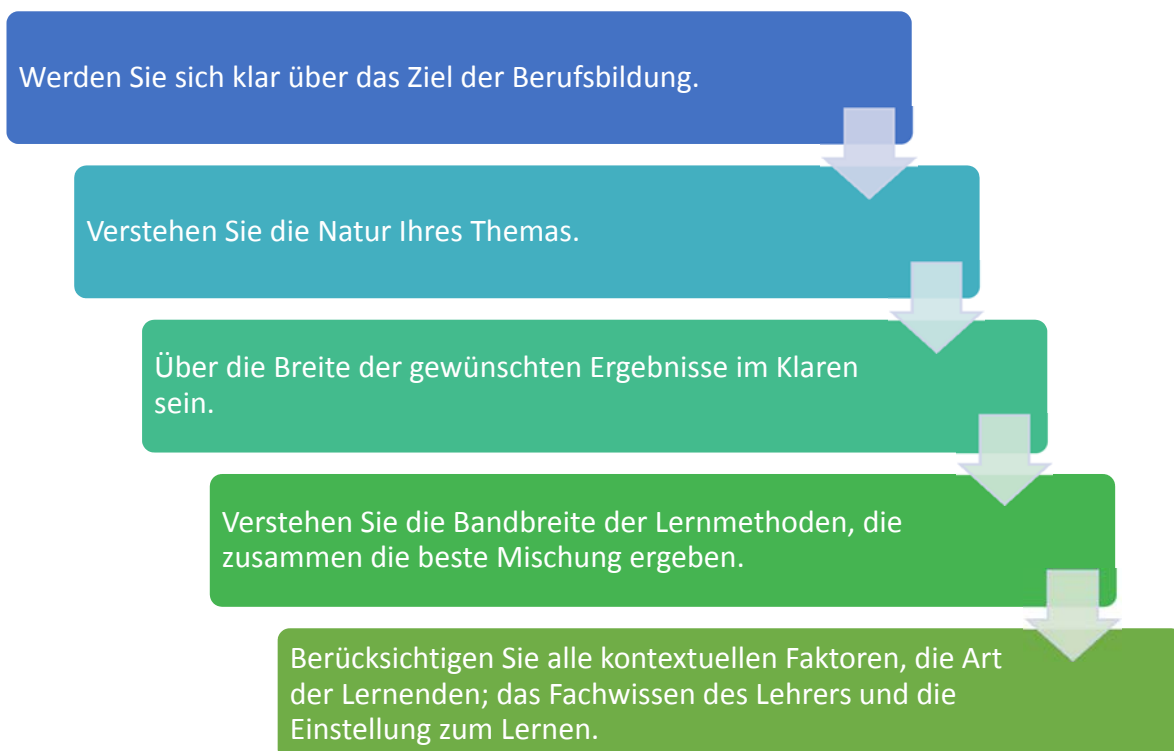 Werden Sie sich klar über das Ziel der Berufsbildung.
Verstehen Sie die Natur Ihres Themas.
Über die Breite der gewünschten Ergebnisse im Klaren
sein.
Verstehen Sie die Bandbreite der Lernmethoden, die
zusammen die beste Mischung ergeben.
Berücksichtigen Sie alle kontextuellen Faktoren, die Art
der Lernenden; das Fachwissen des Lehrers und die
Einstellung zum Lernen.